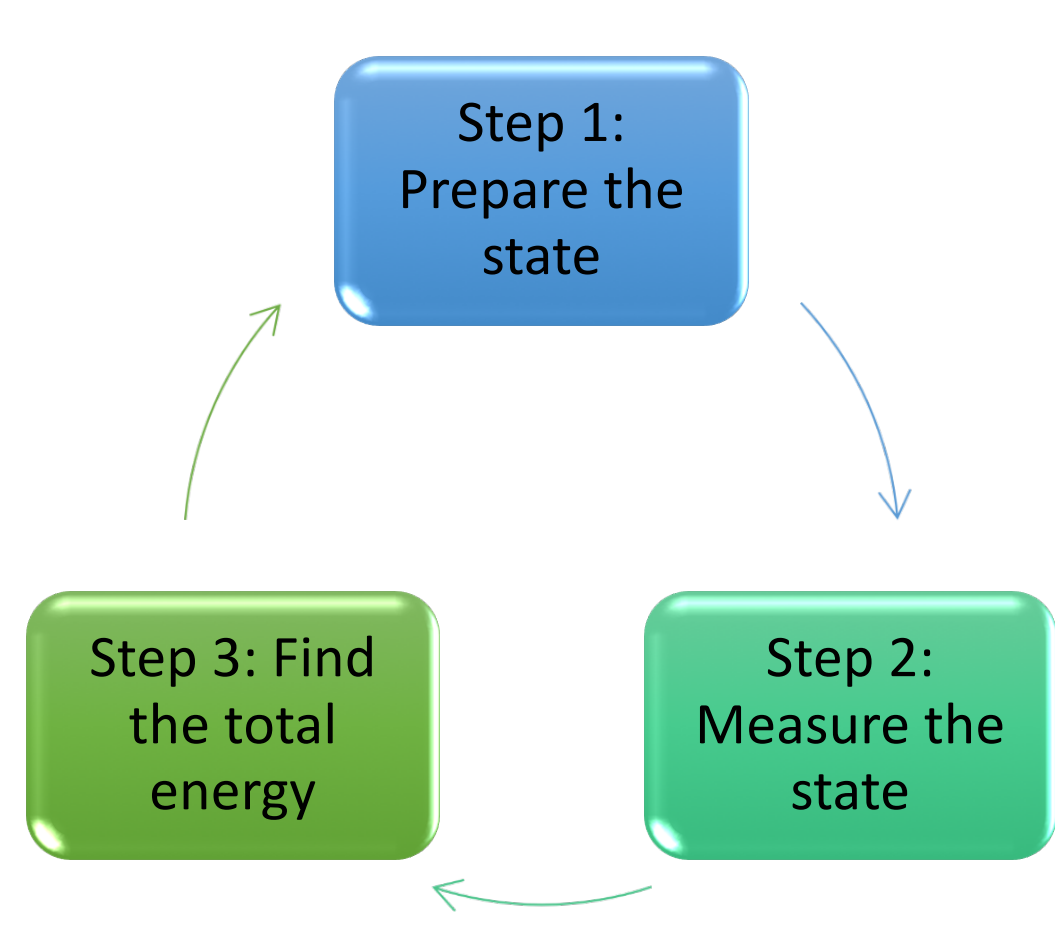 Step 1:
Prepare the
state
Step 2:
Measure the
state
Step 3: Find
the total
energy